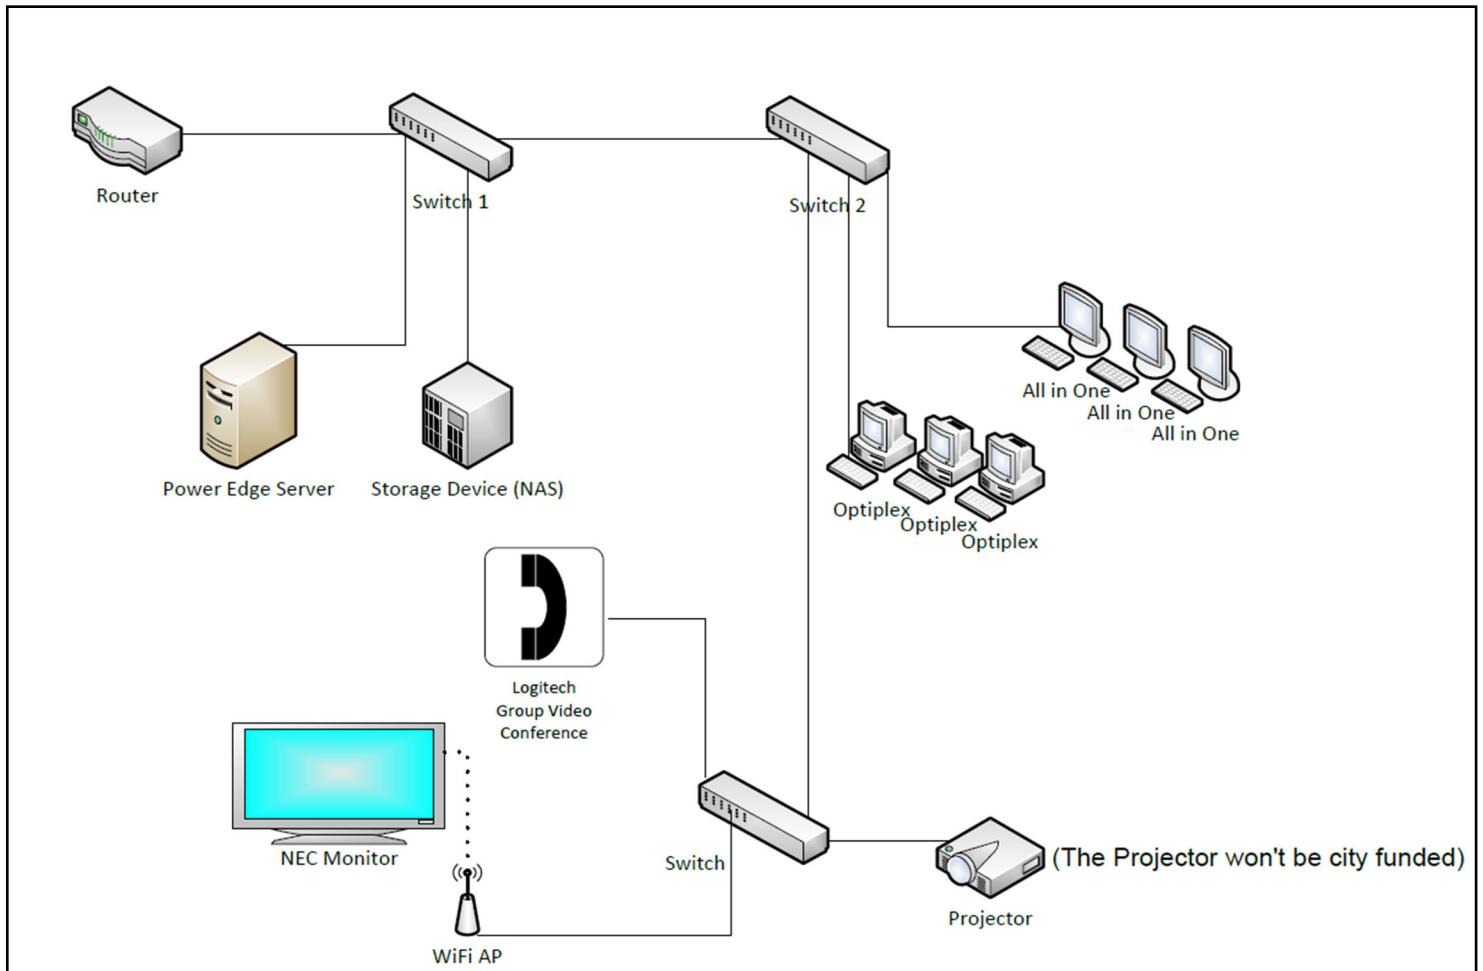 Router
Switch 1
Switch 2
All in One
All in One
All in One
Power Edge Server
Storage Device (NAS)
Optiplex
Optiplex
Optiplex
Logitech
Group Video
Conference
NEC Monitor
Switch
(The Projector won't be city funded)
Projector
WiFi AP